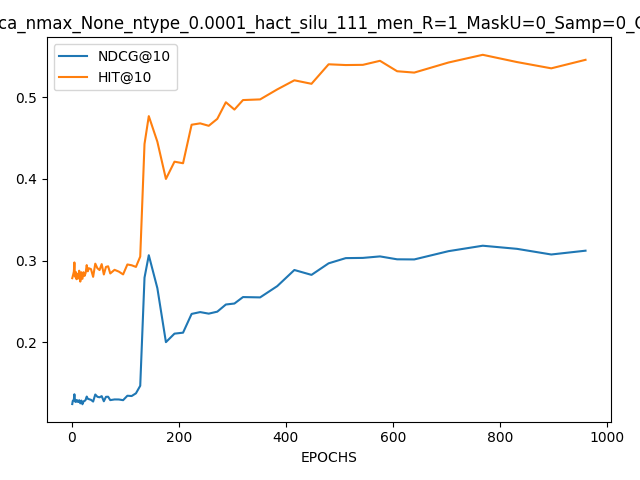 ca_nmax_None_ntype_0.0001_hact_silu_111_men_R=1_MaskU=0_Samp=0_
NDCG@10
HIT@10
0.5
0.4
0.3
0.2
0 200 400 600 800 1000
EPOCHS